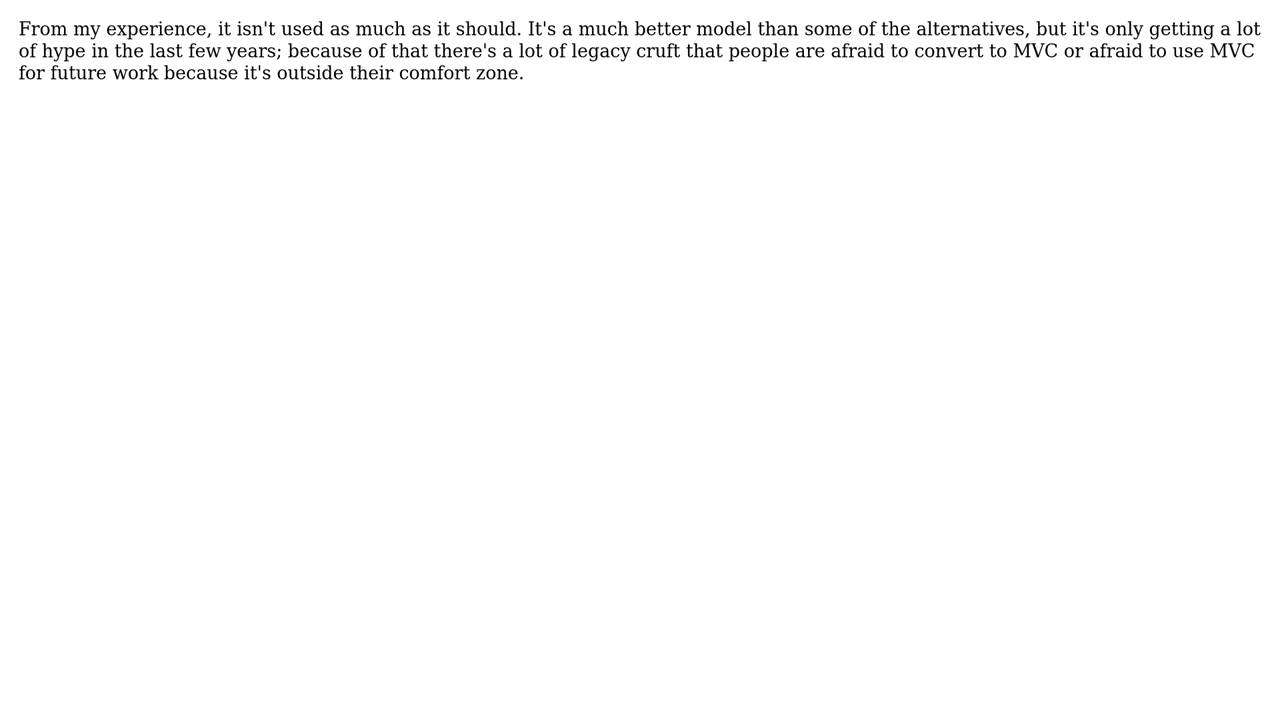 From my experience, it isn't used as much as it should. It's a much better model than some of the alternatives, but it's only getting a lot
of hype in the last few years; because of that there's a lot of legacy cruft that people are afraid to convert to MVC or afraid to use MVC
for future work because it's outside their comfort zone.